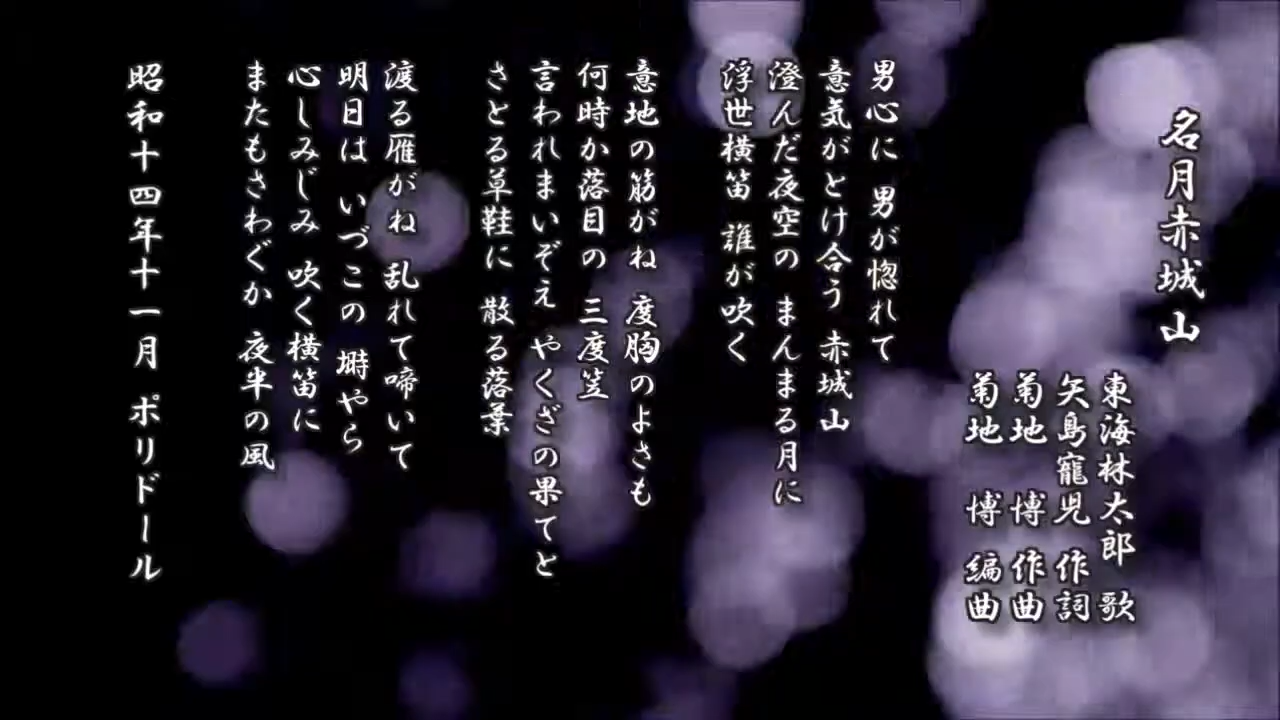 名月赤城山
東海林太郎 歌
矢島寵児 作詞
菊地 博 作曲
菊地 博 編曲
男心に 男が惚れて
意気がとけ合う 赤城山
澄んだ夜空の まんまる月に
浮世横笛 誰が吹く
意地の筋がね 度胸のよさも
何時か落目の 三度笠
言われまいぞえ やくざの果てと
さとる草鞋に 散る落葉
渡る雁がね 乱れて啼いて
明日は いづこの 塒やら
心しみじみ 吹く横笛に
またもさわぐか 夜半の風
昭和十四年十一月 ポリドール